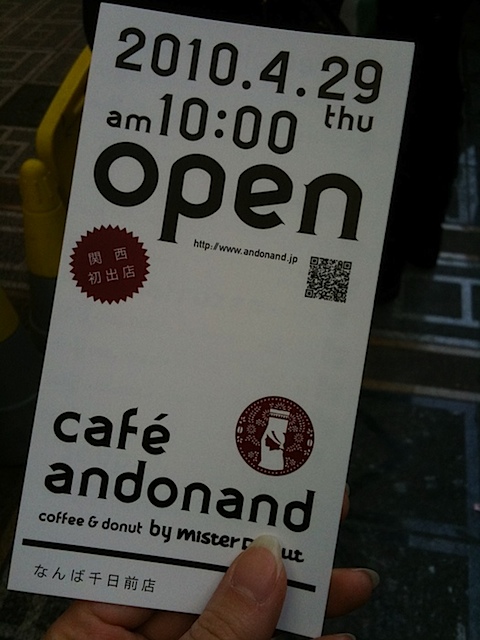 2010.4.29
am10:00 thu
open
http://www.andonand.jp
関西
初出店
café
andonand
coffee & donut by mister
なんば千日前店